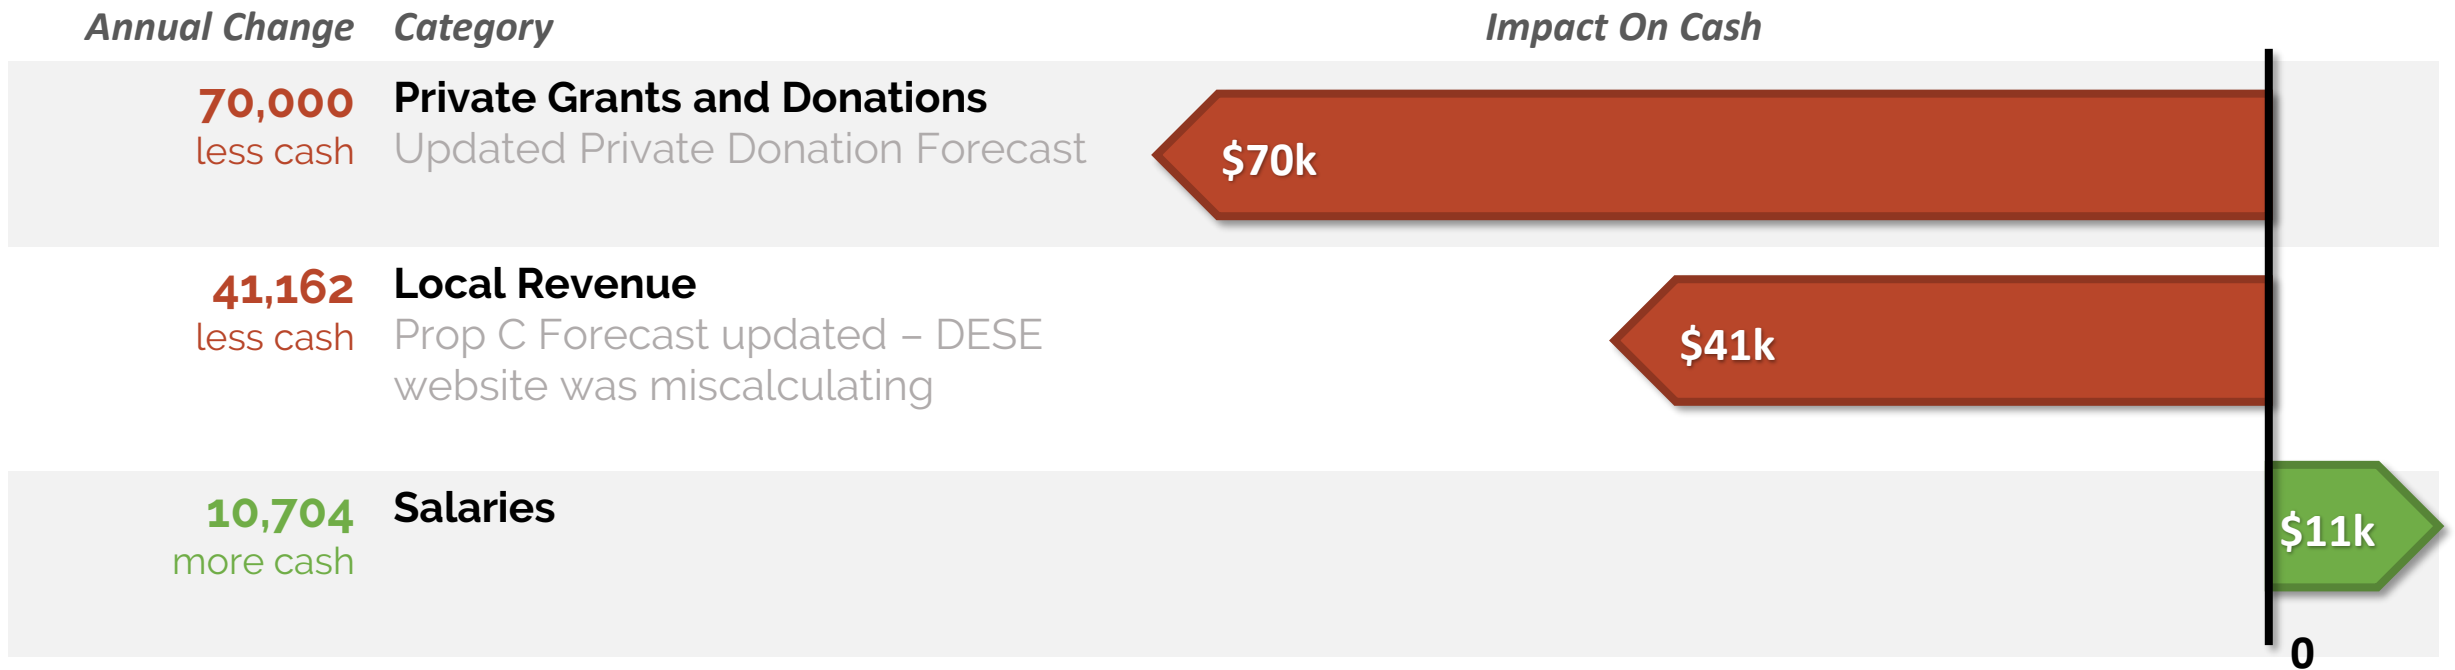 Annual Change Category Impact On Cash
70,000 Private Grants and Donations
less cash Updated Private Donation Forecast
$70k
41,162 Local Revenue
less cash Prop C Forecast updated – DESE
website was miscalculating
$41k
10,704 Salaries
more cash
$11k
0